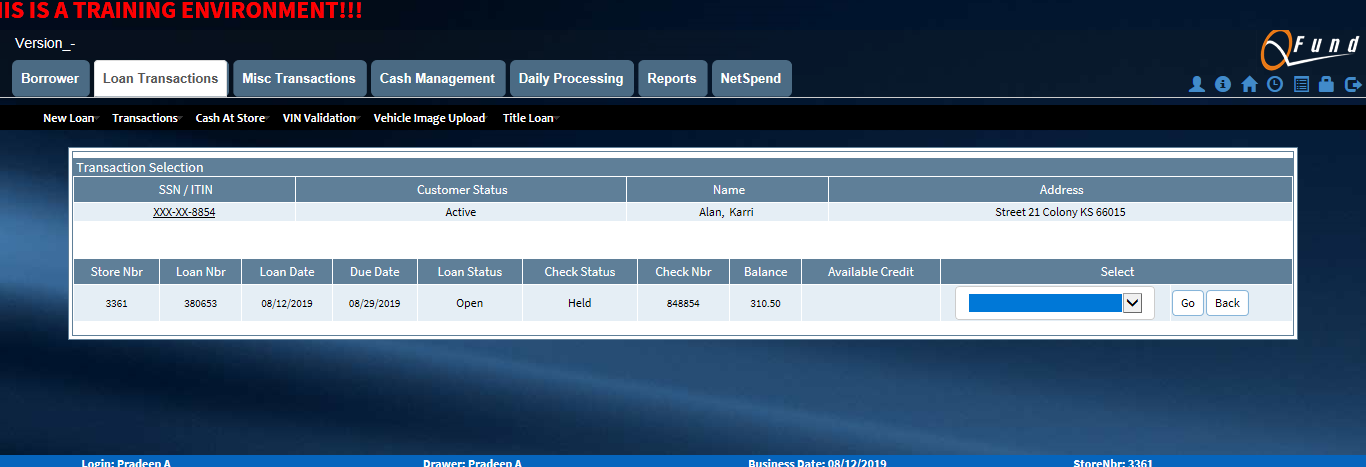 HIS IS A TRAINING ENVIRONMENT!!!
Version_-
QFund
Borrower Loan Transactions Misc Transactions Cash Management Daily Processing Reports NetSpend
New Loan Transactions Cash At Store VIN Validation Vehicle Image Upload Title Loan
Transaction Selection
SSN / ITIN Customer Status Name Address
XXX-XX-8854 Active Alan, Karri Street 21 Colony KS 66015
Store Nbr Loan Nbr Loan Date Due Date Loan Status Check Status Check Nbr Balance Available Credit Select
3361 380653 08/12/2019 08/29/2019 Open Held 848854 310.50 Go Back
Login: Pradeep A Drawer: Pradeep A Business Date: 08/12/2019 StoreNbr: 3361